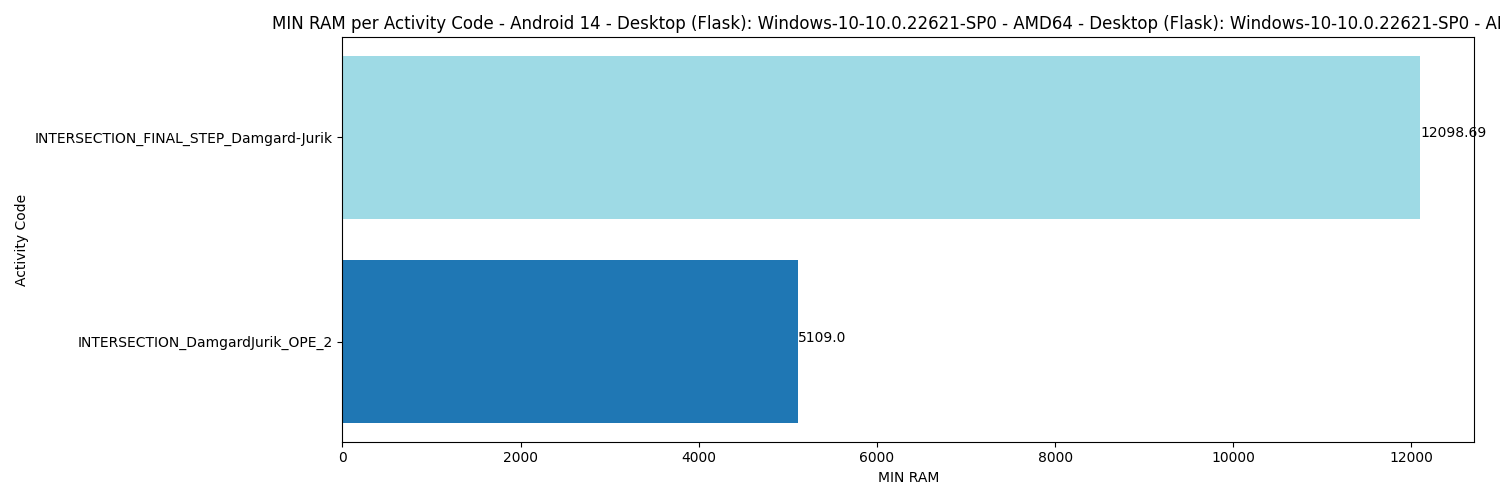 MIN RAM per Activity Code - Android 14 - Desktop (Flask): Windows-10-10.0.22621-SP0 - AMD64 - Desktop (Flask): Windows-10-10.0.22621-SP0 -
INTERSECTION_FINAL_STEP_Damgard-Jurik
12098.69
Activity Code
INTERSECTION_DamgardJurik_OPE_2
5109.0
0 2000 4000 6000 8000 10000 12000
MIN RAM